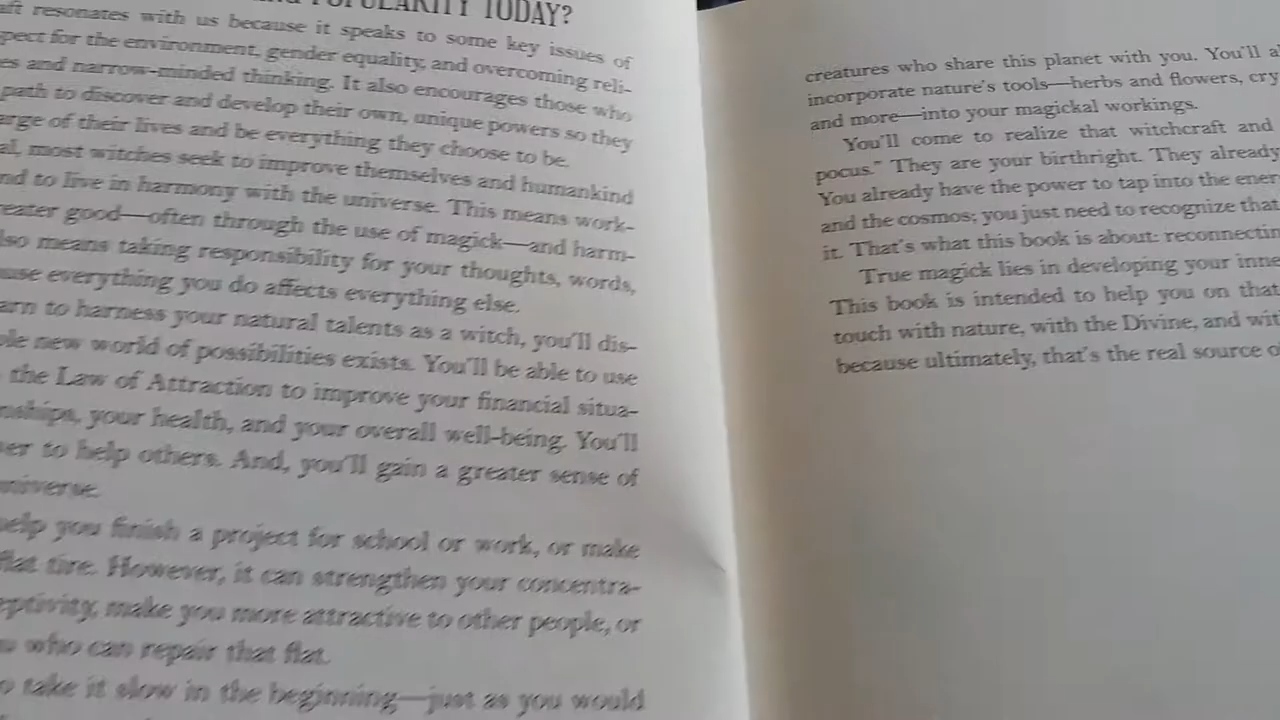 POPULARITY TODAY?
aft resonates with us because it speaks to some key issues of
pect for the environment, gender equality, and overcoming reli-
es and narrow-minded thinking. It also encourages those who
path to discover and develop their own, unique powers so they
arge of their lives and be everything they choose to be.
al, most witches seek to improve themselves and humankind
nd to live in harmony with the universe. This means work-
reater good—often through the use of magick—and harm-
lso means taking responsibility for your thoughts, words,
use everything you do affects everything else.
arn to harness your natural talents as a witch, you'll dis-
ole new world of possibilities exists. You'll be able to use
the Law of Attraction to improve your financial situa-
nships, your health, and your overall well-being. You'll
er to help others. And, you'll gain a greater sense of
universe.
help you finish a project for school or work, or make
flat tire. However, it can strengthen your concentra-
eptivity, make you more attractive to other people, or
who can repair that flat.
o take it slow in the beginning—just as you would
creatures who share this planet with you. You'll a
incorporate nature's tools—herbs and flowers, cry
and more—into your magickal workings.
You'll come to realize that witchcraft and
pocus." They are your birthright. They already
You already have the power to tap into the ener
and the cosmos; you just need to recognize that
it. That's what this book is about: reconnectin
True magick lies in developing your inne
This book is intended to help you on that
touch with nature, with the Divine, and wit
because ultimately, that's the real source o